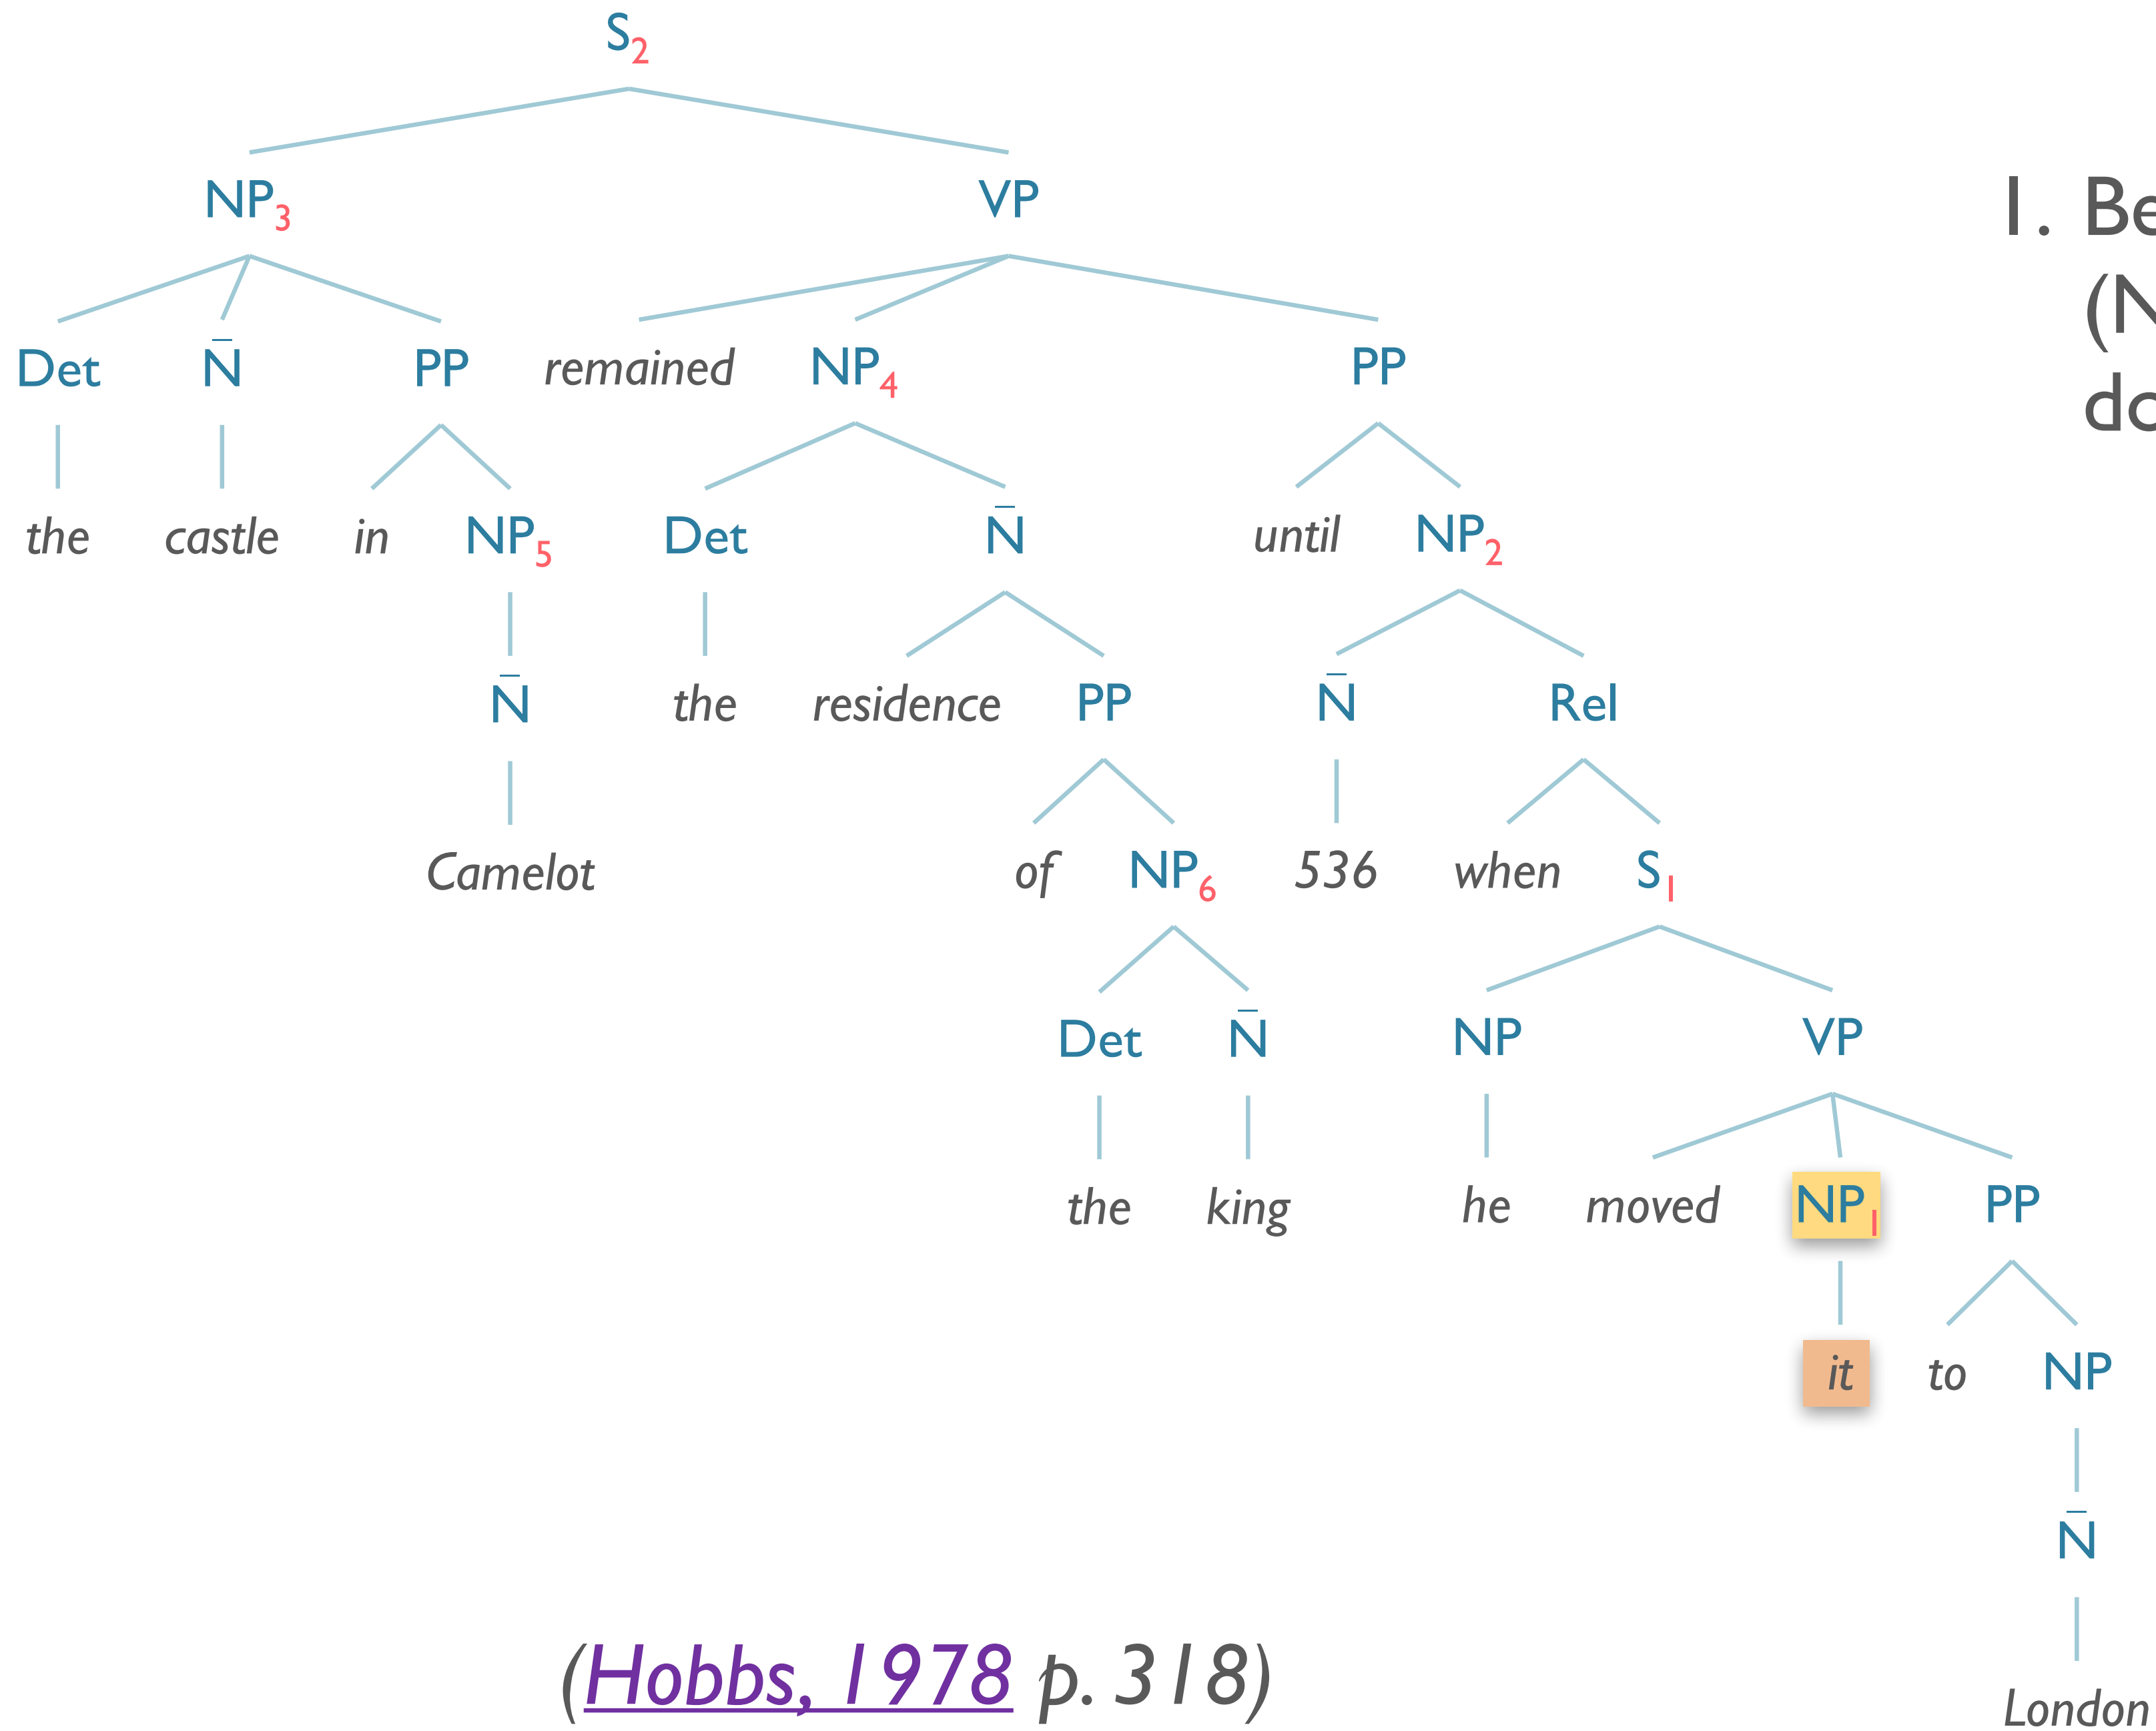 S2
NP3 VP
1. Be
(N
do
Det N̄ PP remained NP4 PP
the castle in NP5 Det N̄ until NP2
N̄ the residence PP N̄ Rel
Camelot of NP6 536 when S1
Det N̄ NP VP
the king he moved NP1 PP
it to NP
N̄
(Hobbs, 1978 p. 318)
London